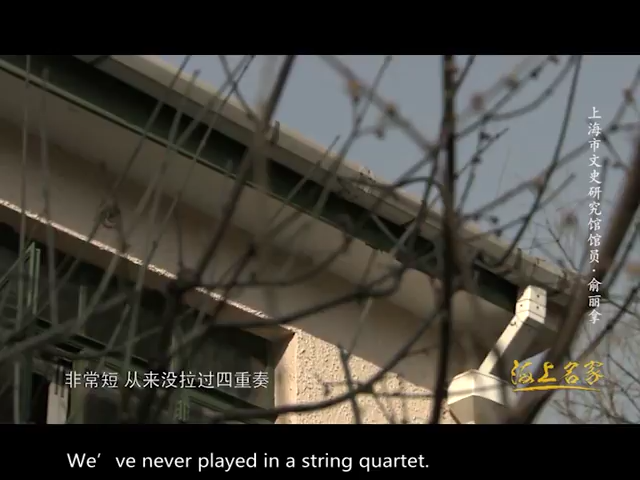 上海市文史研究馆馆员·俞丽拿
非常短 从来没拉过四重奏
海上名家
We’ve never played in a string quartet.